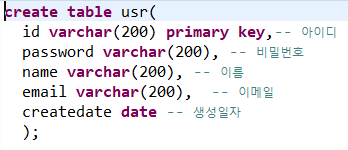 create table usr(
id varchar(200) primary key,-- 아이디
password varchar(200), -- 비밀번호
name varchar(200), -- 이름
email varchar(200), -- 이메일
createdate date -- 생성일자
);